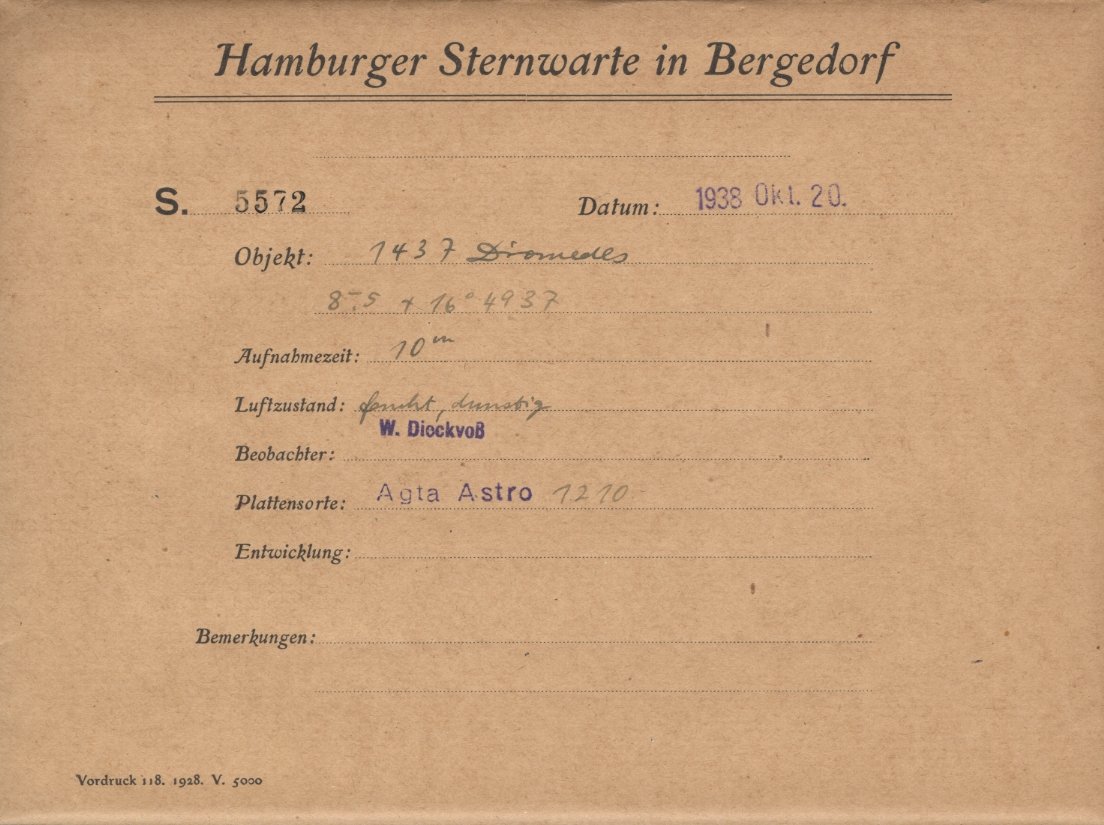 Hamburger Sternwarte in Bergedorf
S. 5572 Datum: 1938 Okt. 20.
Objekt: 1437 Diomedes
8m.5 + 16° 4937
Aufnahmezeit: 10m
Luftzustand: feucht, dunstig
W. Dieckvoß
Beobachter:
Plattensorte: Agfa Astro 1210
Entwicklung:
Bemerkungen:
Vordruck 118. 1928. V. 5000